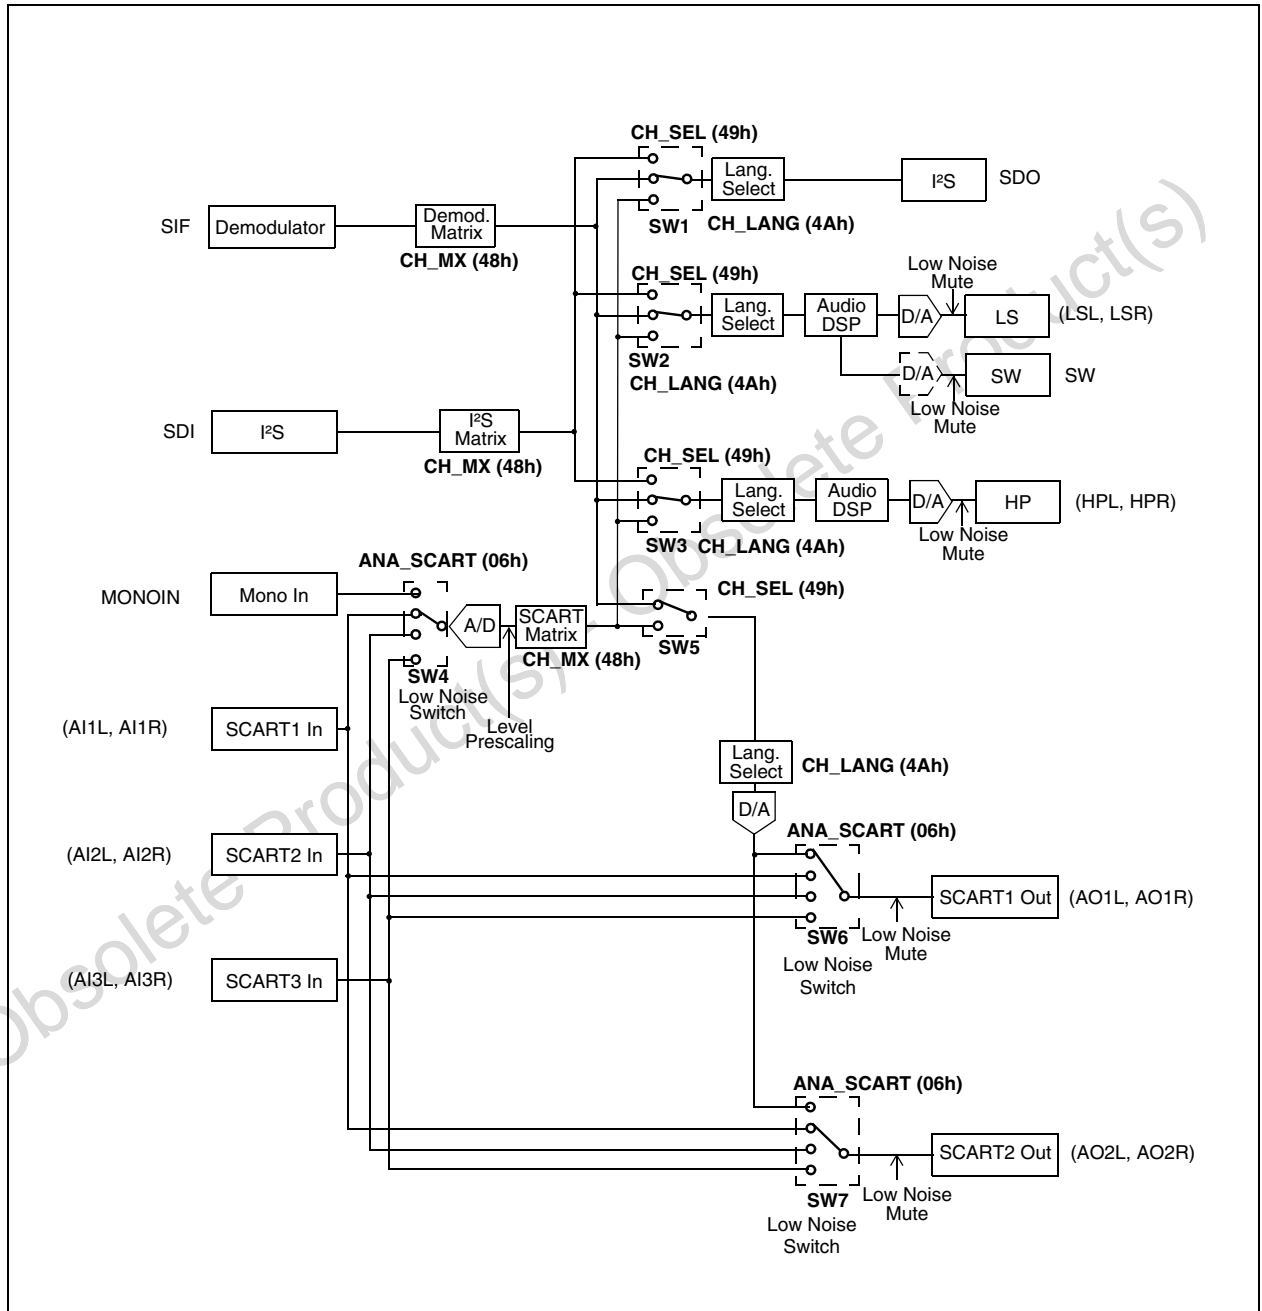 CH_SEL (49h)
Lang.
Select
I²S
SDO
SW1
CH_LANG (4Ah)
SIF
Demodulator
Demod.
Matrix
CH_MX (48h)
CH_SEL (49h)
Lang.
Select
Audio
DSP
D/A
Low Noise
Mute
LS
(LSL, LSR)
SW2
CH_LANG (4Ah)
D/A
SW
SW
Low Noise
Mute
SDI
I²S
I²S
Matrix
CH_MX (48h)
CH_SEL (49h)
Lang.
Select
Audio
DSP
D/A
HP
(HPL, HPR)
Low Noise
Mute
SW3
CH_LANG (4Ah)
ANA_SCART (06h)
MONOIN
Mono In
A/D
SCART
Matrix
CH_MX (48h)
CH_SEL (49h)
SW5
SW4
Low Noise
Switch
Level
Prescaling
(AI1L, AI1R)
SCART1 In
Lang.
Select
CH_LANG (4Ah)
D/A
(AI2L, AI2R)
SCART2 In
ANA_SCART (06h)
SCART1 Out
(AO1L, AO1R)
SW6
Low Noise
Mute
Low Noise
Switch
(AI3L, AI3R)
SCART3 In
ANA_SCART (06h)
SCART2 Out
(AO2L, AO2R)
SW7
Low Noise
Mute
Low Noise
Switch
Obsolete Product(s) - Obsolete Product(s)